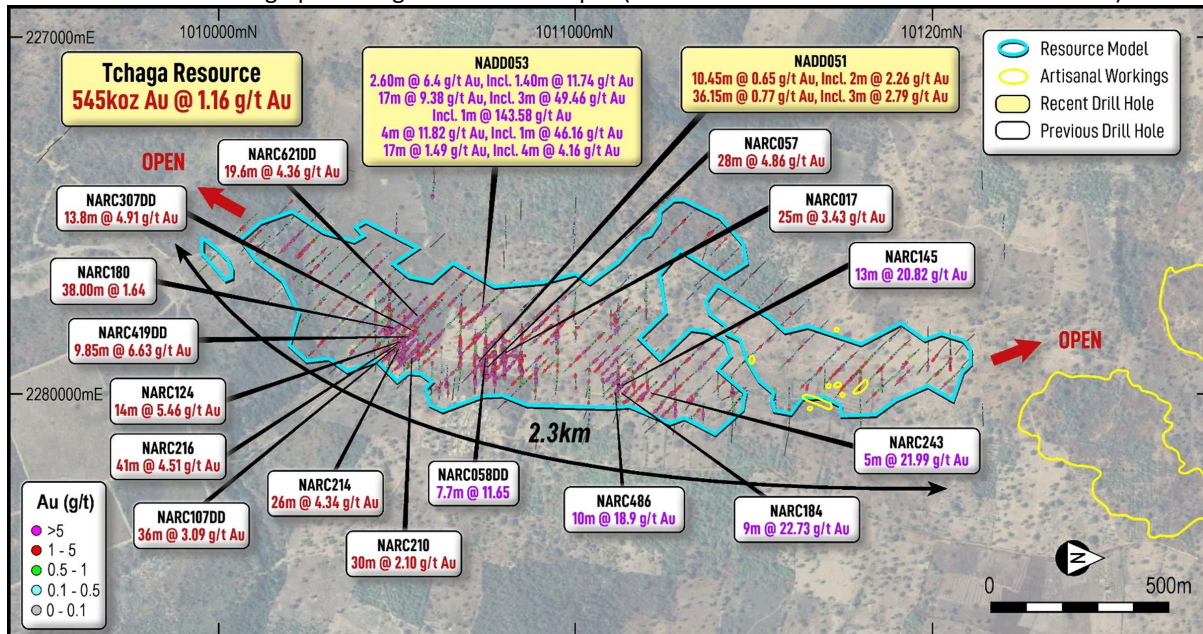 227000mE
1010000mN
1011000mN
10120mN
Tchaga Resource
545koz Au @ 1.16 g/t Au
NADD053
2.60m @ 6.4 g/t Au, Incl. 1.40m @ 11.74 g/t Au
17m @ 9.38 g/t Au, Incl. 3m @ 49.46 g/t Au
Incl. 1m @ 143.58 g/t Au
4m @ 11.82 g/t Au, Incl. 1m @ 46.16 g/t Au
17m @ 1.49 g/t Au, Incl. 4m @ 4.16 g/t Au
NADD051
10.45m @ 0.65 g/t Au, Incl. 2m @ 2.26 g/t Au
36.15m @ 0.77 g/t Au, Incl. 3m @ 2.79 g/t Au
Resource Model
Artisanal Workings
Recent Drill Hole
Previous Drill Hole
OPEN
NARC621DD
19.6m @ 4.36 g/t Au
NARC057
28m @ 4.86 g/t Au
NARC307DD
13.8m @ 4.91 g/t Au
NARC017
25m @ 3.43 g/t Au
NARC180
38.00m @ 1.64
NARC145
13m @ 20.82 g/t Au
NARC419DD
9.85m @ 6.63 g/t Au
OPEN
2280000mE
NARC124
14m @ 5.46 g/t Au
2.3km
NARC216
41m @ 4.51 g/t Au
NARC243
5m @ 21.99 g/t Au
NARC214
26m @ 4.34 g/t Au
NARC058DD
7.7m @ 11.65
NARC486
10m @ 18.9 g/t Au
NARC184
9m @ 22.73 g/t Au
NARC107DD
36m @ 3.09 g/t Au
NARC210
30m @ 2.10 g/t Au
Au (g/t)
>5
1 - 5
0.5 - 1
0.1 - 0.5
0 - 0.1
N
0
500m